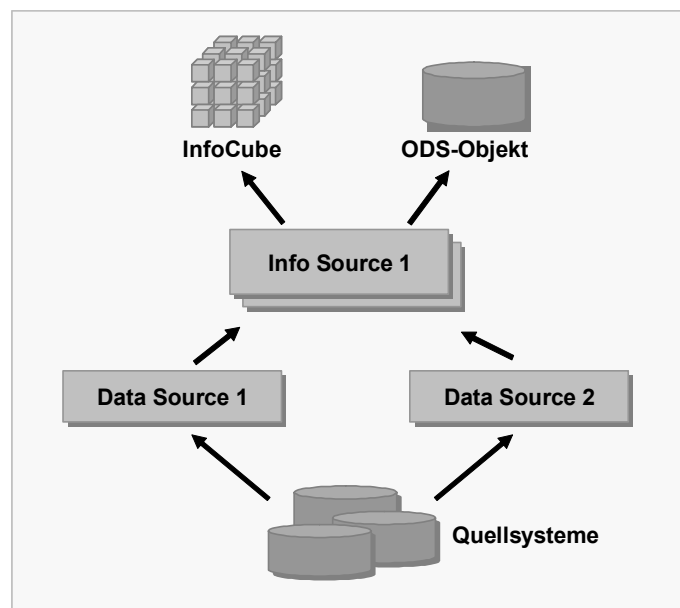 InfoCube
ODS-Objekt
Info Source 1
Data Source 1
Data Source 2
Quellsysteme